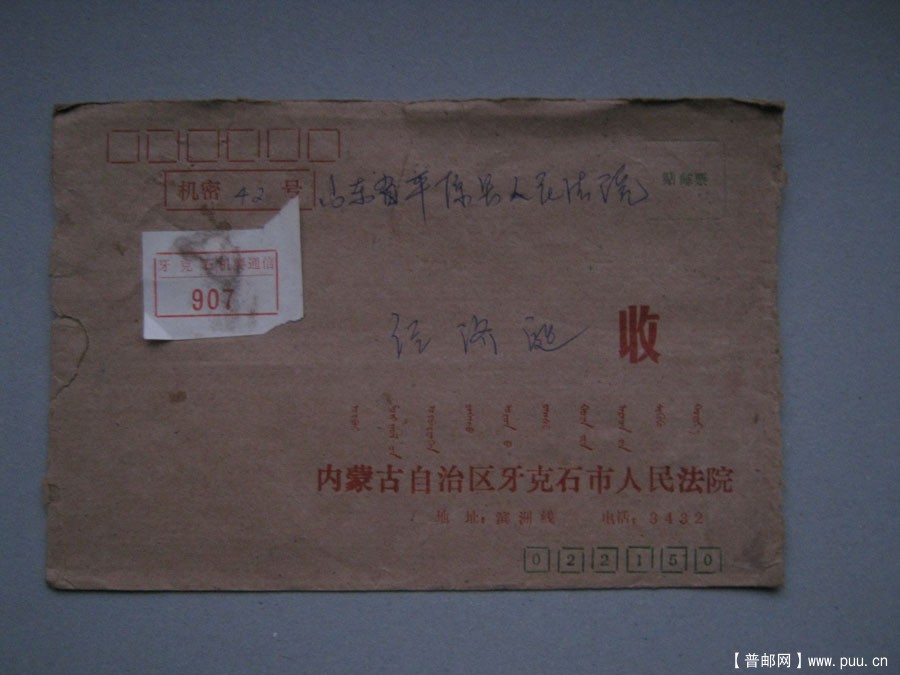 机密 42 号
山东省平原县人民法院
贴邮票
牙克石机要通信
907
经济庭 收
内蒙古自治区牙克石市人民法院
地址：滨洲线 电话：3432
022150
【普邮网】www.puu.cn